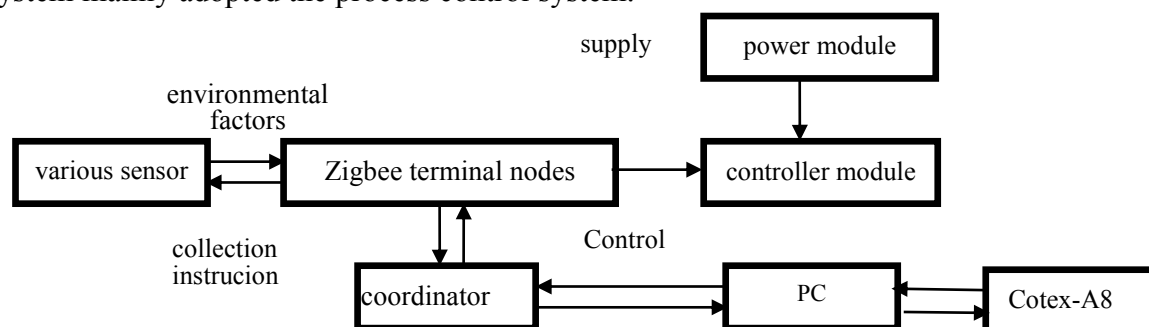 ystem mainly adopted the process control system.
supply
power module
environmental
factors
various sensor
Zigbee terminal nodes
controller module
collection
instrucion
Control
coordinator
PC
Cotex-A8